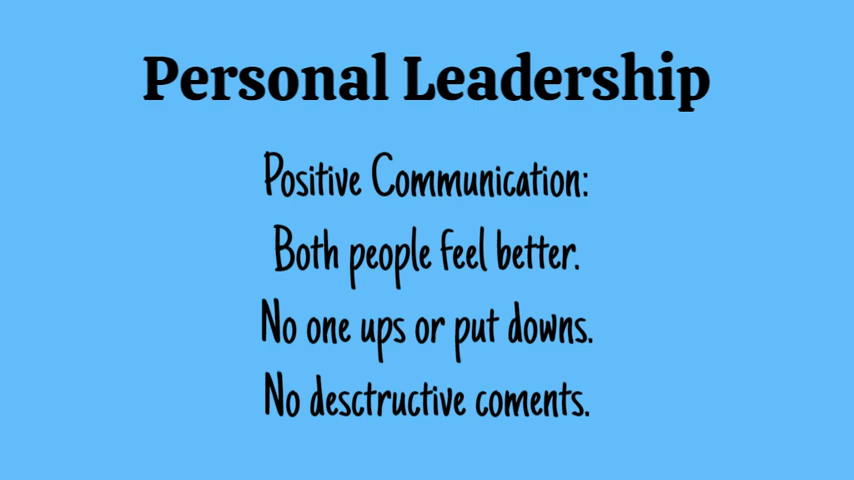 Personal Leadership
Positive Communication:
Both people feel better.
No one ups or put downs.
No desctructive coments.